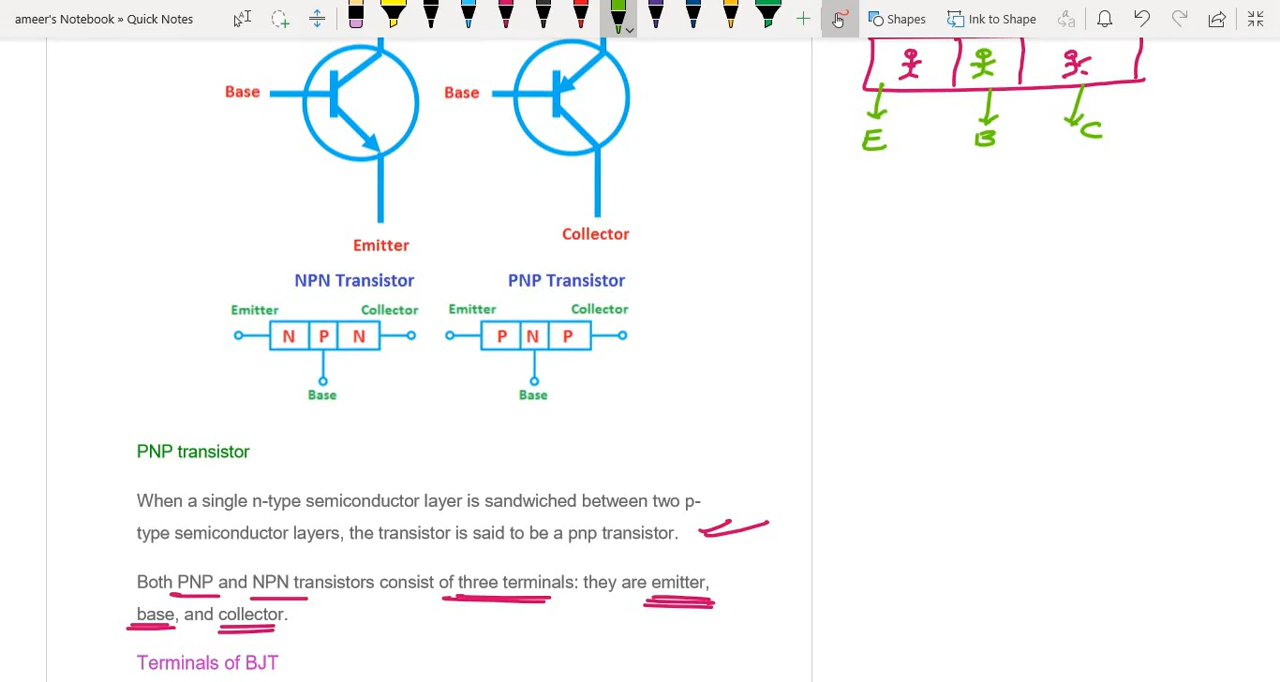 ameer's Notebook » Quick Notes
Shapes
Ink to Shape
Base
Base
Emitter
Collector
NPN Transistor
PNP Transistor
Emitter
Collector
Emitter
Collector
N P N
P N P
Base
Base
E
B
C
PNP transistor
When a single n-type semiconductor layer is sandwiched between two p-
type semiconductor layers, the transistor is said to be a pnp transistor.
Both PNP and NPN transistors consist of three terminals: they are emitter,
base, and collector.
Terminals of BJT